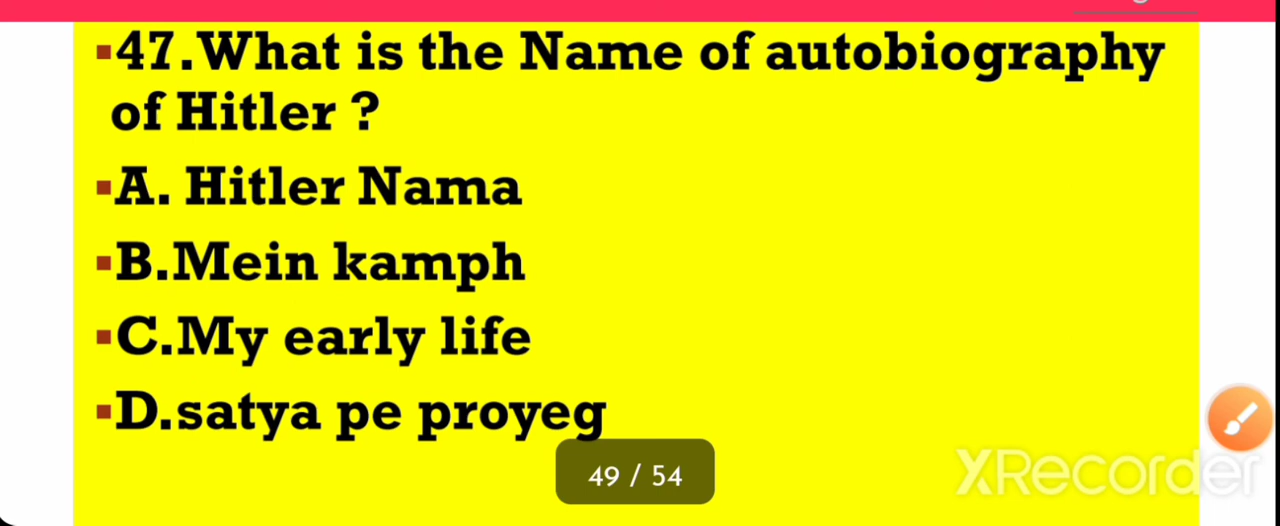 47.What is the Name of autobiography
of Hitler ?
A. Hitler Nama
B.Mein kamph
C.My early life
D.satya pe proyeg
49 / 54
XRecorder